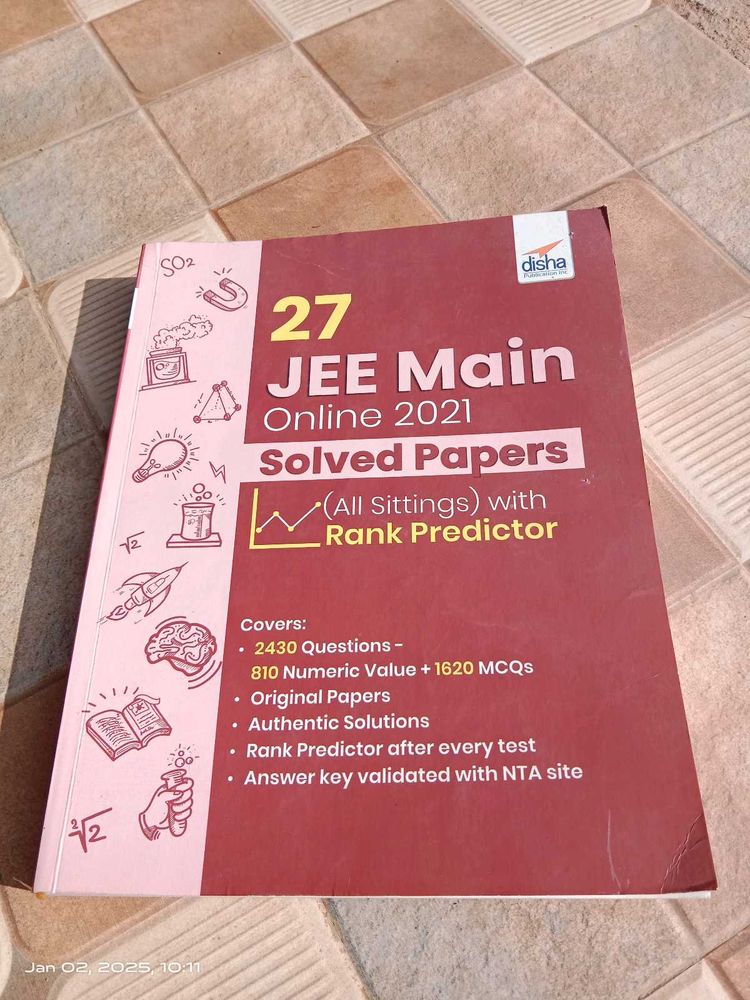 disha
Publication Inc
SO2
27
JEE Main
Online 2021
Solved Papers
(All Sittings) with
Rank Predictor
√2
Covers:
• 2430 Questions -
810 Numeric Value + 1620 MCQs
• Original Papers
• Authentic Solutions
• Rank Predictor after every test
• Answer key validated with NTA site
2√2
Jan 02, 2025, 10:11